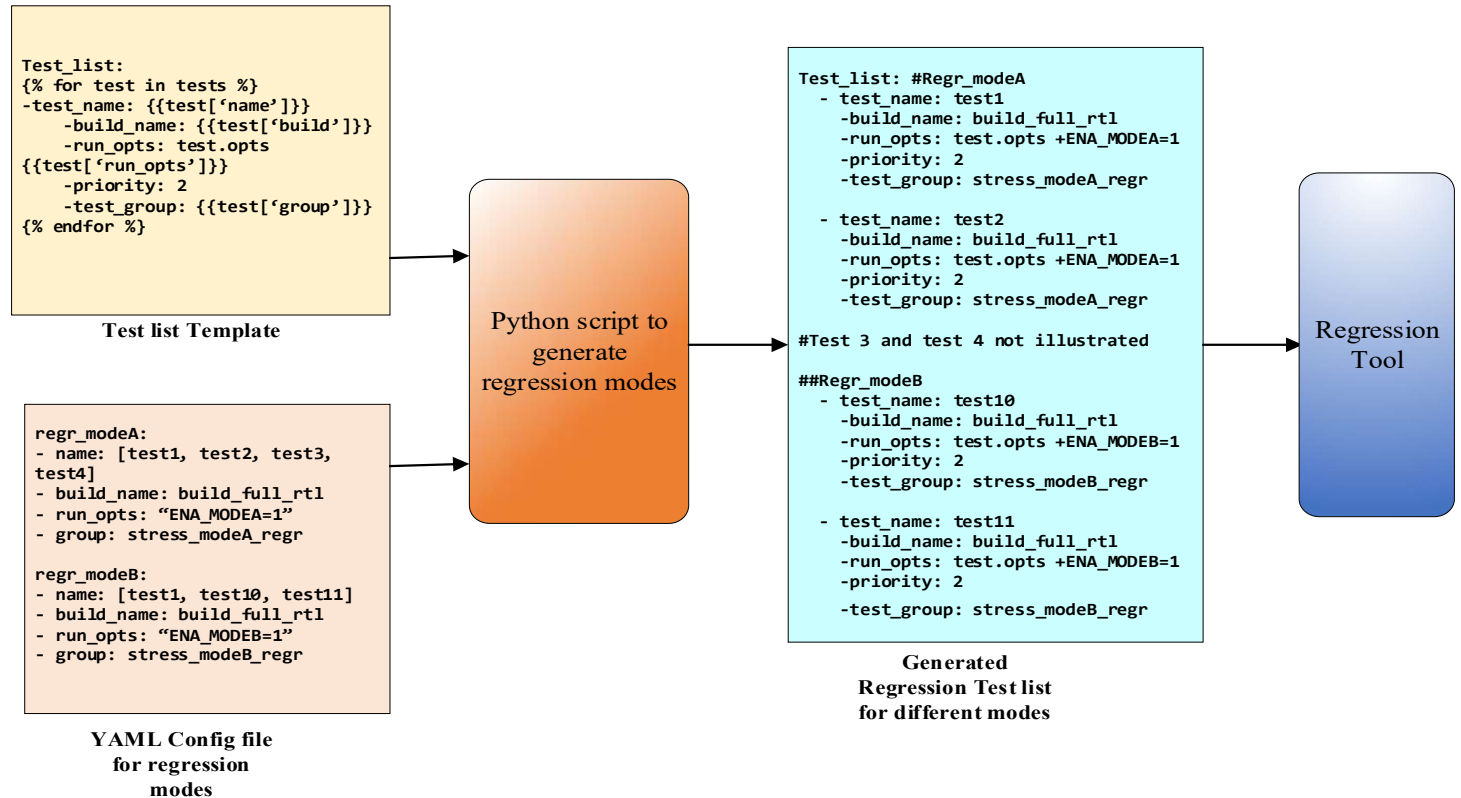 Test_list:
{% for test in tests %}
-test_name: {{test[‘name’]}}
-build_name: {{test[‘build’]}}
-run_opts: test.opts
{{test[‘run_opts’]}}
-priority: 2
-test_group: {{test[‘group’]}}
{% endfor %}
Test list Template
regr_modeA:
- name: [test1, test2, test3,
test4]
- build_name: build_full_rtl
- run_opts: “ENA_MODEA=1”
- group: stress_modeA_regr
regr_modeB:
- name: [test1, test10, test11]
- build_name: build_full_rtl
- run_opts: “ENA_MODEB=1”
- group: stress_modeB_regr
YAML Config file
for regression
modes
Python script to
generate
regression modes
Test_list: #Regr_modeA
- test_name: test1
-build_name: build_full_rtl
-run_opts: test.opts +ENA_MODEA=1
-priority: 2
-test_group: stress_modeA_regr
- test_name: test2
-build_name: build_full_rtl
-run_opts: test.opts +ENA_MODEA=1
-priority: 2
-test_group: stress_modeA_regr
#Test 3 and test 4 not illustrated
##Regr_modeB
- test_name: test10
-build_name: build_full_rtl
-run_opts: test.opts +ENA_MODEB=1
-priority: 2
-test_group: stress_modeB_regr
- test_name: test11
-build_name: build_full_rtl
-run_opts: test.opts +ENA_MODEB=1
-priority: 2
-test_group: stress_modeB_regr
Generated
Regression Test list
for different modes
Regression
Tool